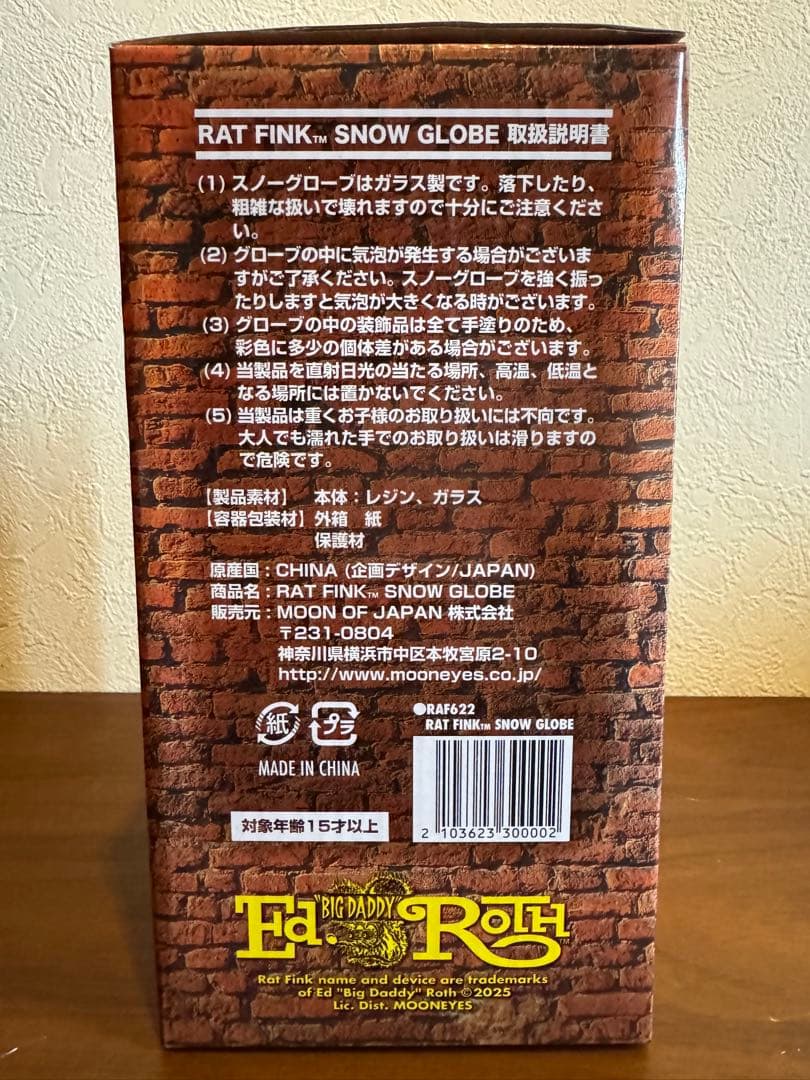 RAT FINK™ SNOW GLOBE 取扱説明書
(1) スノーグローブはガラス製です。落下したり、
粗雑な扱いで壊れますので十分にご注意くださ
い。
(2) グローブの中に気泡が発生する場合がございま
すがご了承ください。スノーグローブを強く振っ
たりしますと気泡が大きくなる時がございます。
(3) グローブの中の装飾品は全て手塗りのため、
彩色に多少の個体差がある場合がございます。
(4) 当製品を直射日光の当たる場所、高温、低温と
なる場所には置かないでください。
(5) 当製品は重くお子様のお取り扱いには不向です。
大人でも濡れた手でのお取り扱いは滑りますの
で危険です。
【製品素材】 本体：レジン、ガラス
【容器包装材】外箱 紙
保護材
原産国：CHINA (企画デザイン/JAPAN)
商品名：RAT FINK™ SNOW GLOBE
販売元：MOON OF JAPAN 株式会社
〒231-0804
神奈川県横浜市中区本牧宮原2-10
http://www.mooneyes.co.jp/
紙 プラ
MADE IN CHINA
●RAF622
RAT FINK™ SNOW GLOBE
2 103623 300002
対象年齢15才以上
Ed. "BIG DADDY" ROTH™
Rat Fink name and device are trademarks
of Ed "Big Daddy" Roth ©2025
Lic. Dist. MOONEYES